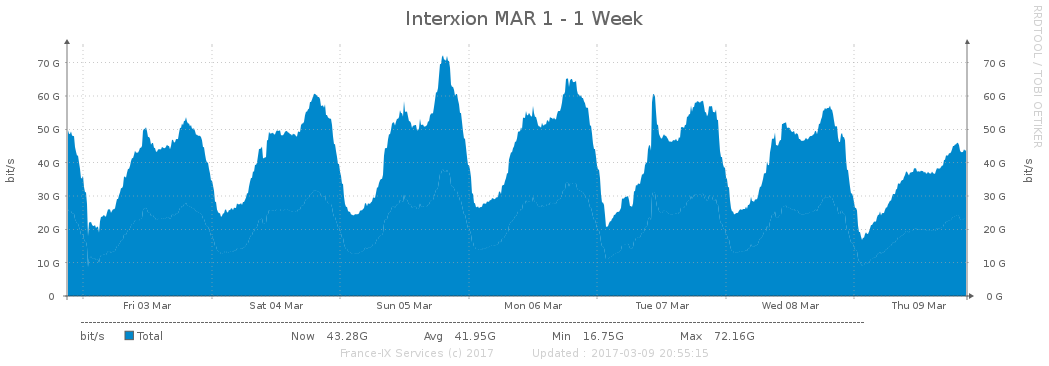 Interxion MAR 1 - 1 Week
RRDTOOL / TOBI OETIKER
70 G 70 G
60 G 60 G
50 G 50 G
40 G 40 G
bit/s bit/s
30 G 30 G
20 G 20 G
10 G 10 G
0 0 G
Fri 03 Mar Sat 04 Mar Sun 05 Mar Mon 06 Mar Tue 07 Mar Wed 08 Mar Thu 09 Mar
bit/s Total Now 43.28G Avg 41.95G Min 16.75G Max 72.16G
France-IX Services (c) 2017 Updated : 2017-03-09 20:55:15